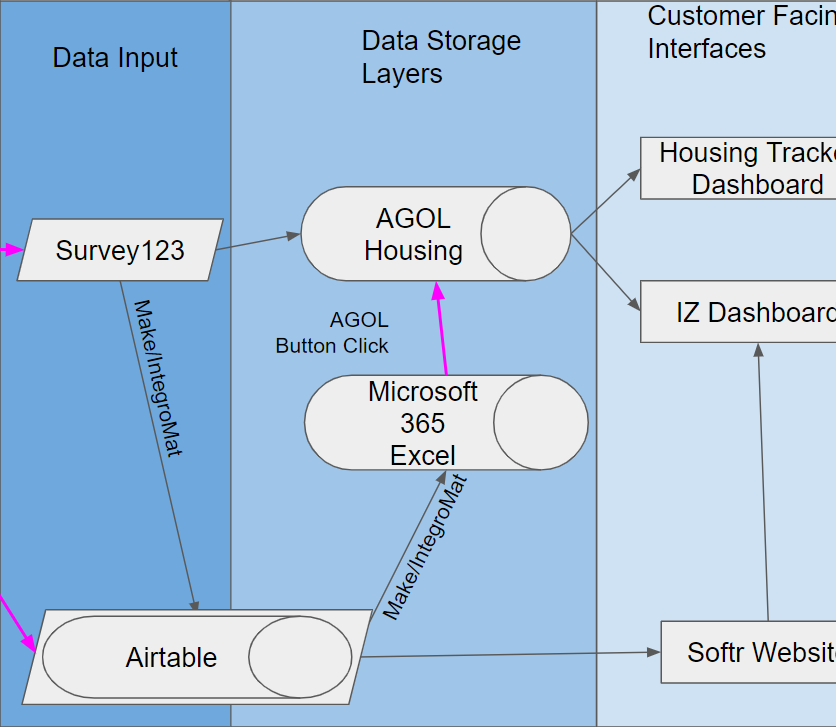 Data Input
Data Storage
Layers
Customer Facin
Interfaces
Housing Tracke
Dashboard
AGOL
Housing
Survey123
IZ Dashboard
AGOL
Button Click
Make/IntegroMat
Microsoft
365
Excel
Make/IntegroMat
Airtable
Softr Websit